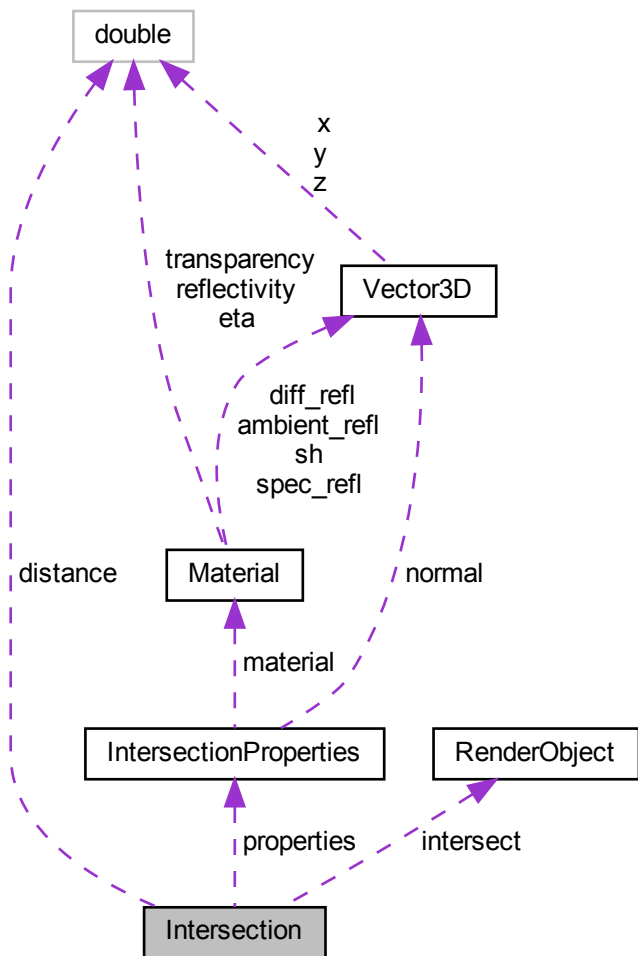 double
x
y
z
transparency
reflectivity
eta
Vector3D
diff_refl
ambient_refl
sh
spec_refl
distance
Material
normal
material
IntersectionProperties
RenderObject
properties
intersect
Intersection